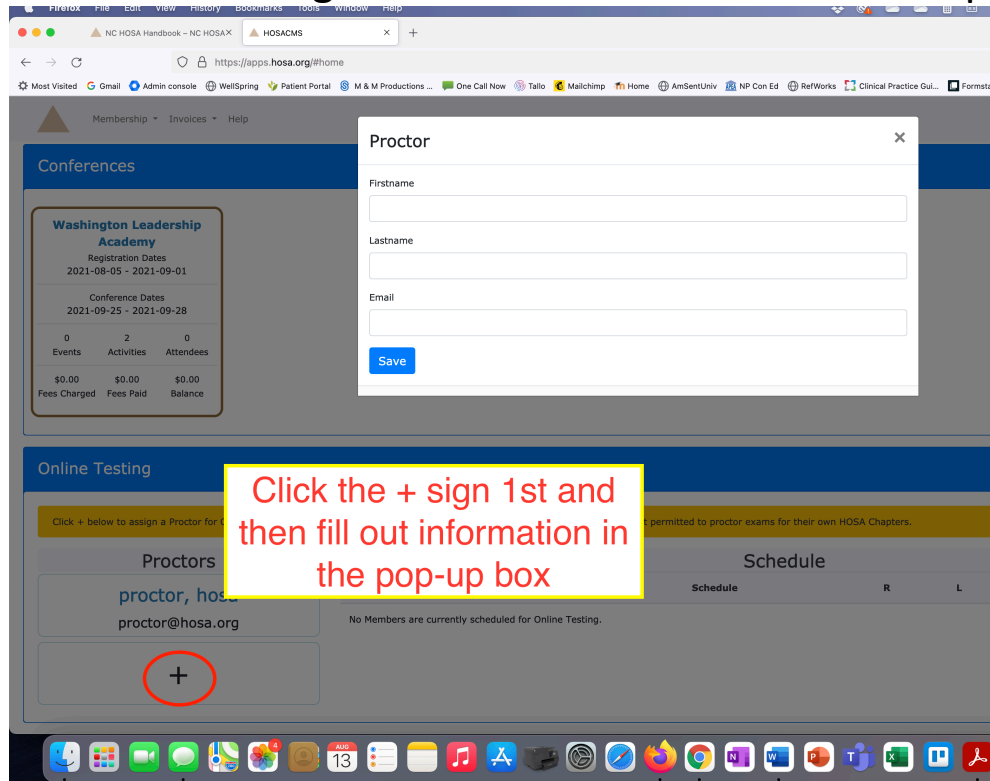 Firefox File Edit View History Bookmarks Tools Window Help
NC HOSA Handbook – NC HOSA × HOSACMS × +
https://apps.hosa.org/#home
Most Visited Gmail Admin console WellSpring Patient Portal M & M Productions ... One Call Now Tallo Mailchimp Home AmSentUniv NP Con Ed RefWorks Clinical Practice Gui... Formsta
Membership Invoices Help
Proctor ×
Firstname
Lastname
Email
Save
Conferences
Washington Leadership
Academy
Registration Dates
2021-08-05 - 2021-09-01
Conference Dates
2021-09-25 - 2021-09-28
0 2 0
Events Activities Attendees
$0.00 $0.00 $0.00
Fees Charged Fees Paid Balance
Online Testing
Click the + sign 1st and
then fill out information in
the pop-up box
Click + below to assign a Proctor for permitted to proctor exams for their own HOSA Chapters.
Proctors
proctor, hosa
proctor@hosa.org
+
Schedule
Schedule R L
No Members are currently scheduled for Online Testing.
4
AUG
13